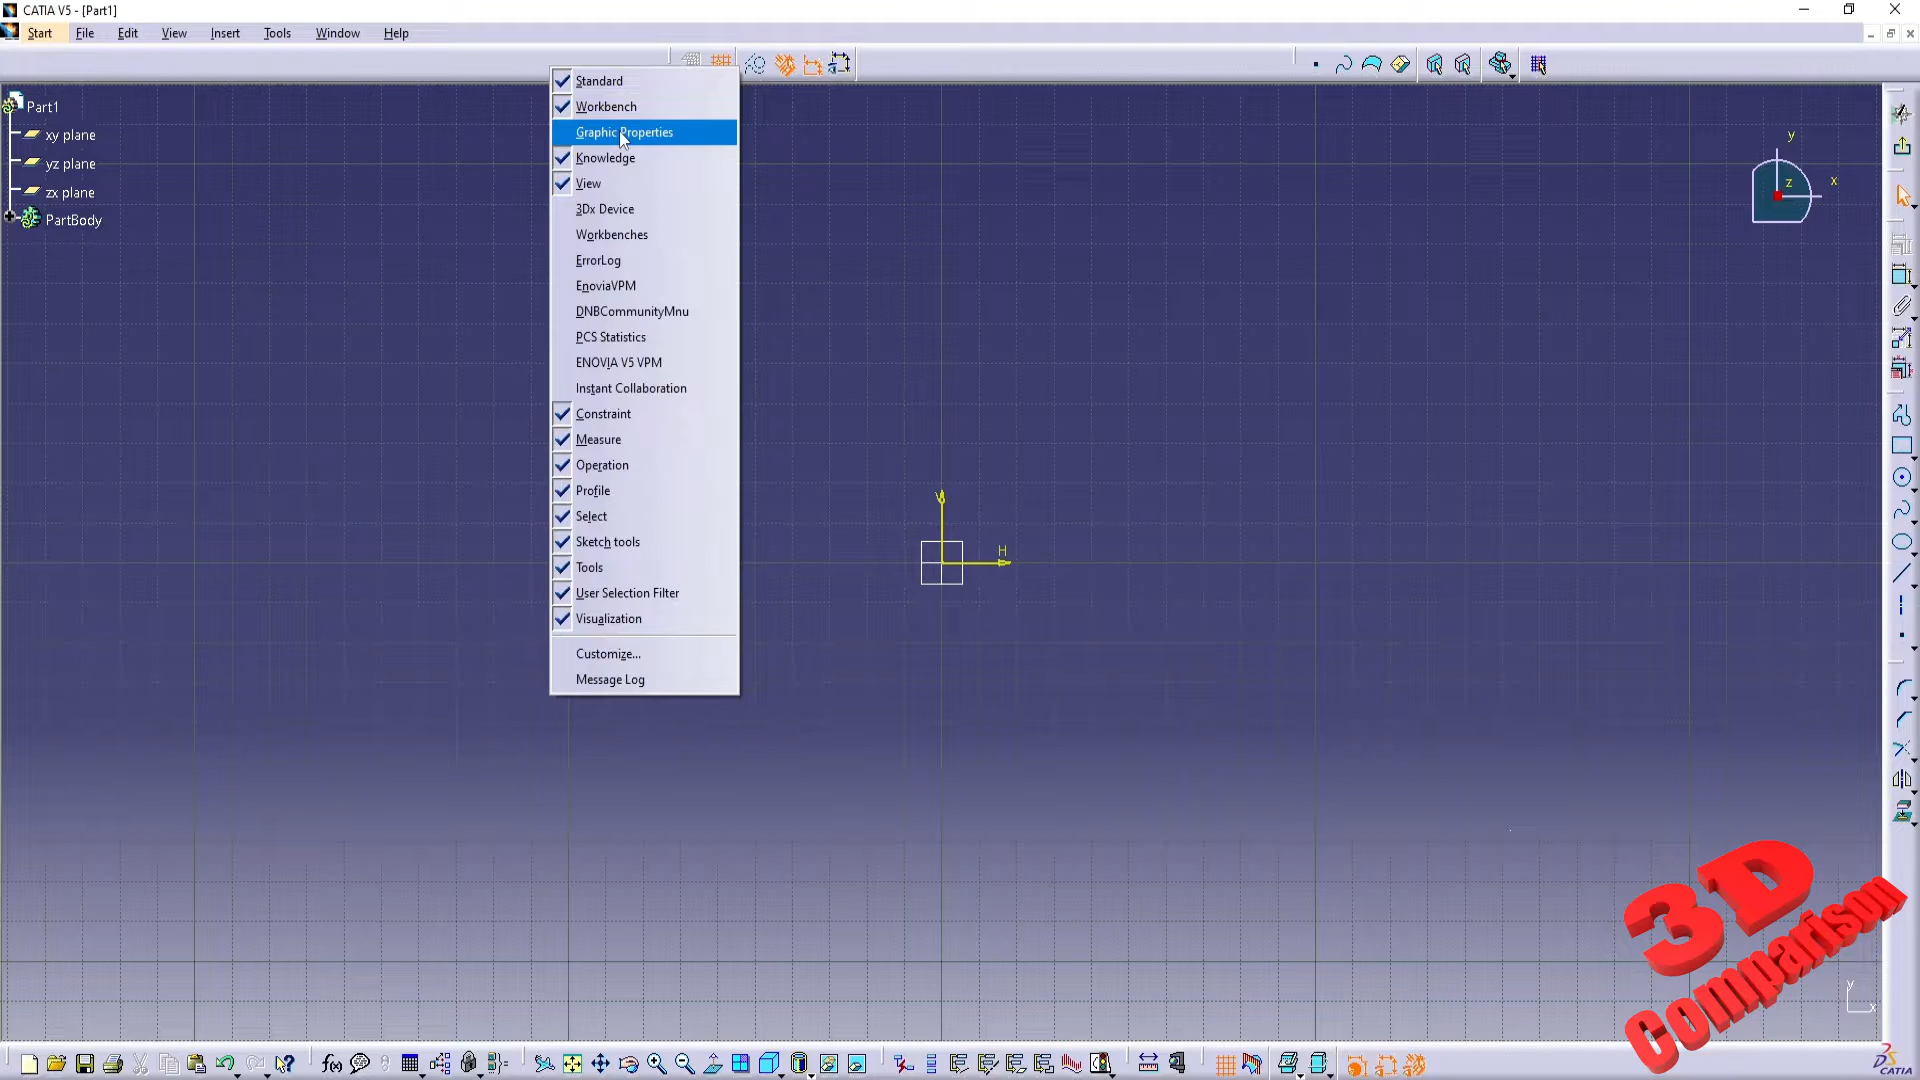 CATIA V5 - [Part1]
Start File Edit View Insert Tools Window Help
Part1
xy plane
yz plane
zx plane
PartBody
Standard
Workbench
Graphic Properties
Knowledge
View
3Dx Device
Workbenches
ErrorLog
EnoviaVPM
DNBCommunityMnu
PCS Statistics
ENOVIA V5 VPM
Instant Collaboration
Constraint
Measure
Operation
Profile
Select
Sketch tools
Tools
User Selection Filter
Visualization
Customize...
Message Log
y
z
x
V
H
3D
Comparison
y
x
f(x)
CATIA